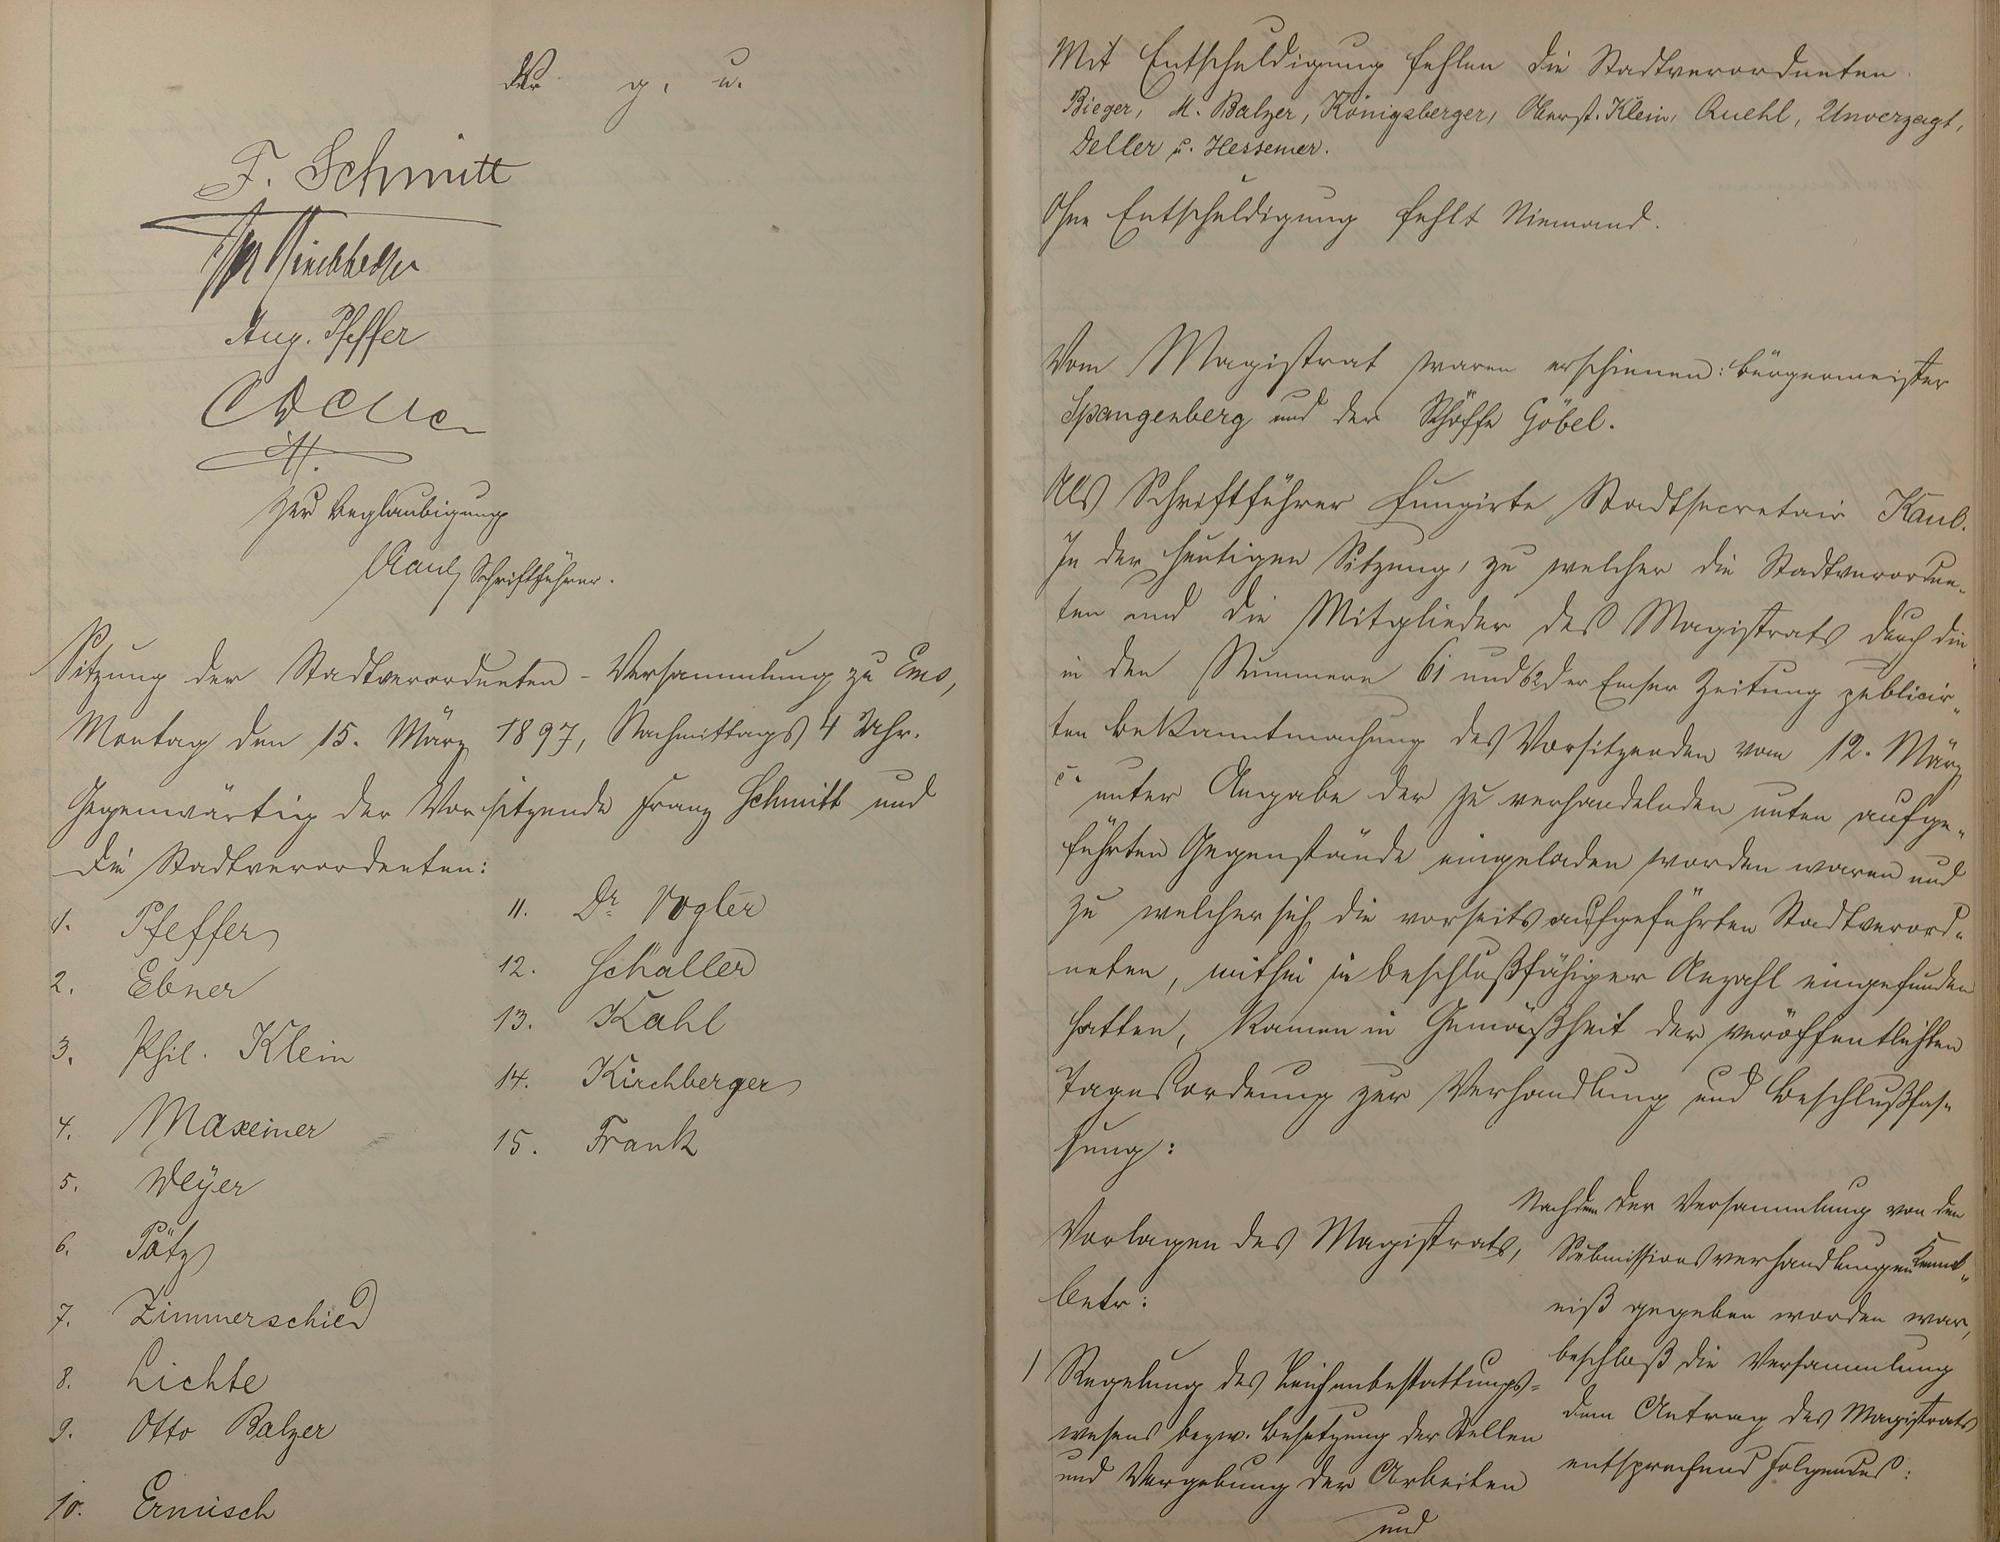 g. u.
F. Schmitt
Kirchberger
Aug. Pfeffer
Zur Beglaubigung
Kaul, Schriftführer.
Sitzung der Stadtverordneten-Versammlung zu Ems,
Montag den 15. März 1897, Nachmittags 4 Uhr.
Gegenwärtig der Vorsitzende Franz Schmitt und
die Stadtverordneten:
1. Pfeffer
2. Ebner
3. Phil. Klein
4. Maxeiner
5. Weyer
6. Pötz
7. Zimmerschied
8. Lichte
9. Otto Balzer
10. Ermisch
11. Dr. Vogler
12. Schaller
13. Kahl
14. Kirchberger
15. Frank
Mit Entschuldigung fehlen die Stadtverordneten
Bieger, M. Balzer, Königsberger, Oberst. Klein, Ruehl, Unverzagt,
Deller u. Hessemer.
Ohne Entschuldigung fehlt Niemand.
Vom Magistrat waren erschienen: Bürgermeister
Spangenberg und der Schöffe Göbel.
Als Schriftführer fungirte Stadtsecretair Kaul.
In der heutigen Sitzung, zu welcher die Stadtverordne-
ten und die Mitglieder des Magistrats durch die
in den Nummern 61 und 62 der Emser Zeitung publicir-
ten Bekanntmachung des Vorsitzenden vom 12. März
c. unter Angabe der zu verhandelnden unten aufge-
führten Gegenstände eingeladen worden waren und
zu welcher sich die vorseits aufgeführten Stadtverord-
neten, mithin in beschlußfähiger Anzahl eingefunden
hatten, kamen in Gemäßheit der veröffentlichten
Tagesordnung zur Verhandlung und Beschlußfas-
sung:
Vorlagen des Magistrats,
betr:
1 Regelung des Leichenbestattungs-
wesens bezw. Besetzung der Stellen
und Vergebung der Arbeiten
und
Nachdem der Versammlung von den
Submissionsverhandlungen Kennt-
niß gegeben worden war,
beschloß die Versammlung
dem Antrag des Magistrats
entsprechend Folgendes: